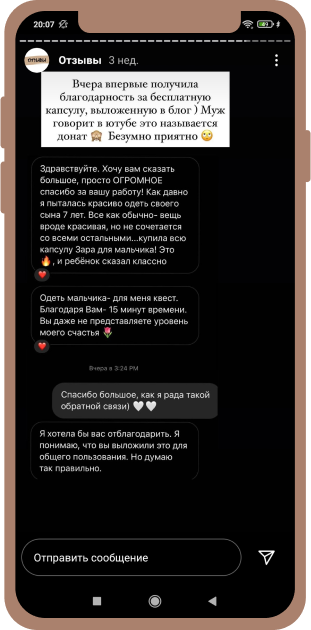 20:07
Отзывы 3 нед.
Вчера впервые получила
благодарность за бесплатную
капсулу, выложенную в блог ) Муж
говорит в ютубе это называется
донат 🙈 Безумно приятно 🙄
Здравствуйте. Хочу вам сказать
большое, просто ОГРОМНОЕ
спасибо за вашу работу! Как давно
я пыталась красиво одеть своего
сына 7 лет. Все как обычно- вещь
вроде красивая, но не сочетается
со всеми остальными...купила всю
капсулу Зара для мальчика! Это
🔥, и ребёнок сказал классно
❤️
Одеть мальчика- для меня квест.
Благодаря Вам- 15 минут времени.
Вы даже не представляете уровень
моего счастья 🌷
❤️
Вчера в 3:24 PM
Спасибо большое, как я рада такой
обратной связи) 🤍🤍
Я хотела бы вас отблагодарить. Я
понимаю, что вы выложили это для
общего пользования. Но думаю
так правильно.
Отправить сообщение